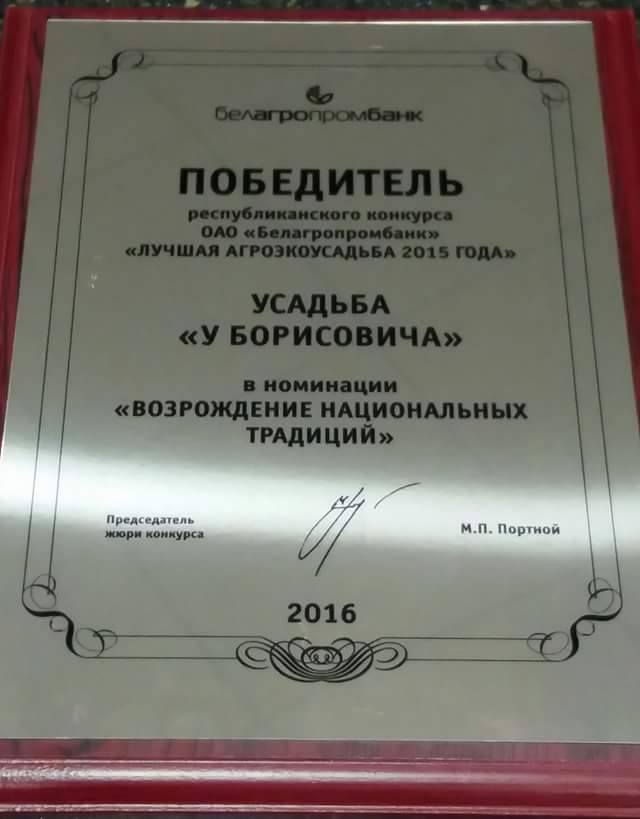 белагропромбанк
ПОБЕДИТЕЛЬ
республиканского конкурса
ОАО «Белагропромбанк»
«ЛУЧШАЯ АГРОЭКОУСАДЬБА 2015 ГОДА»
УСАДЬБА
«У БОРИСОВИЧА»
в номинации
«ВОЗРОЖДЕНИЕ НАЦИОНАЛЬНЫХ
ТРАДИЦИЙ»
Председатель
жюри конкурса
М.П. Портной
2016